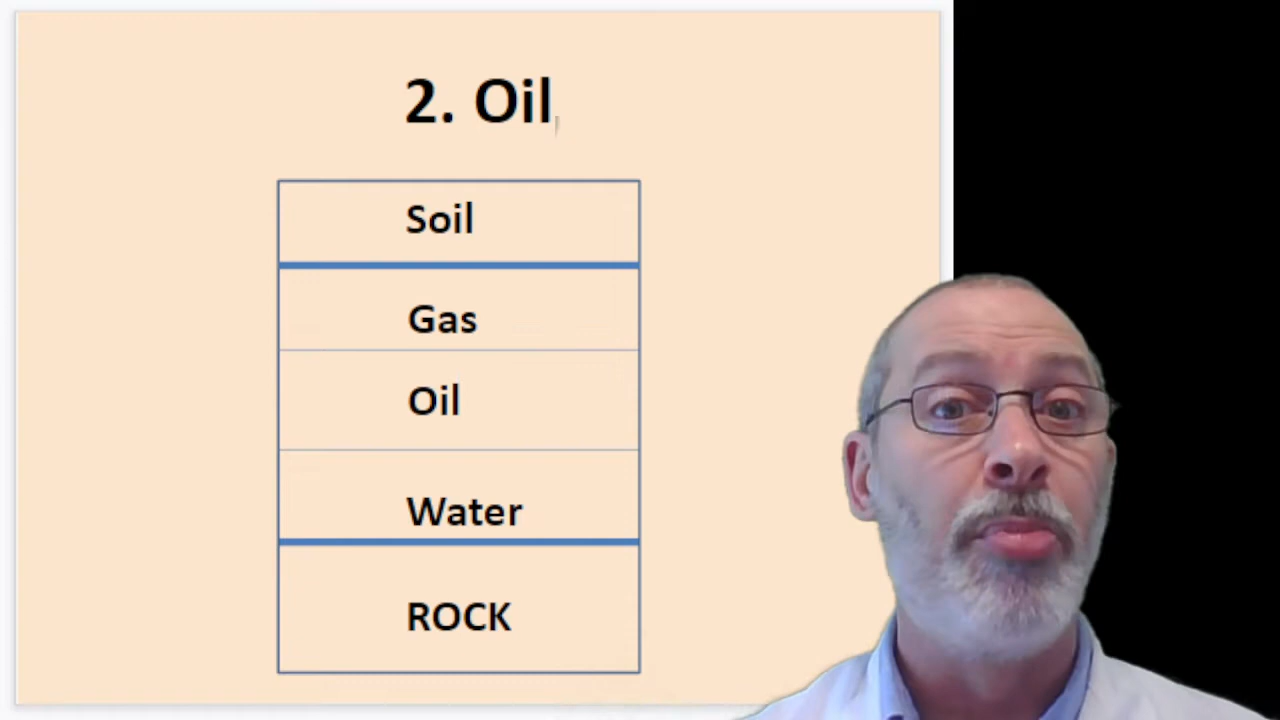 2. Oil,
Soil
Gas
Oil
Water
ROCK